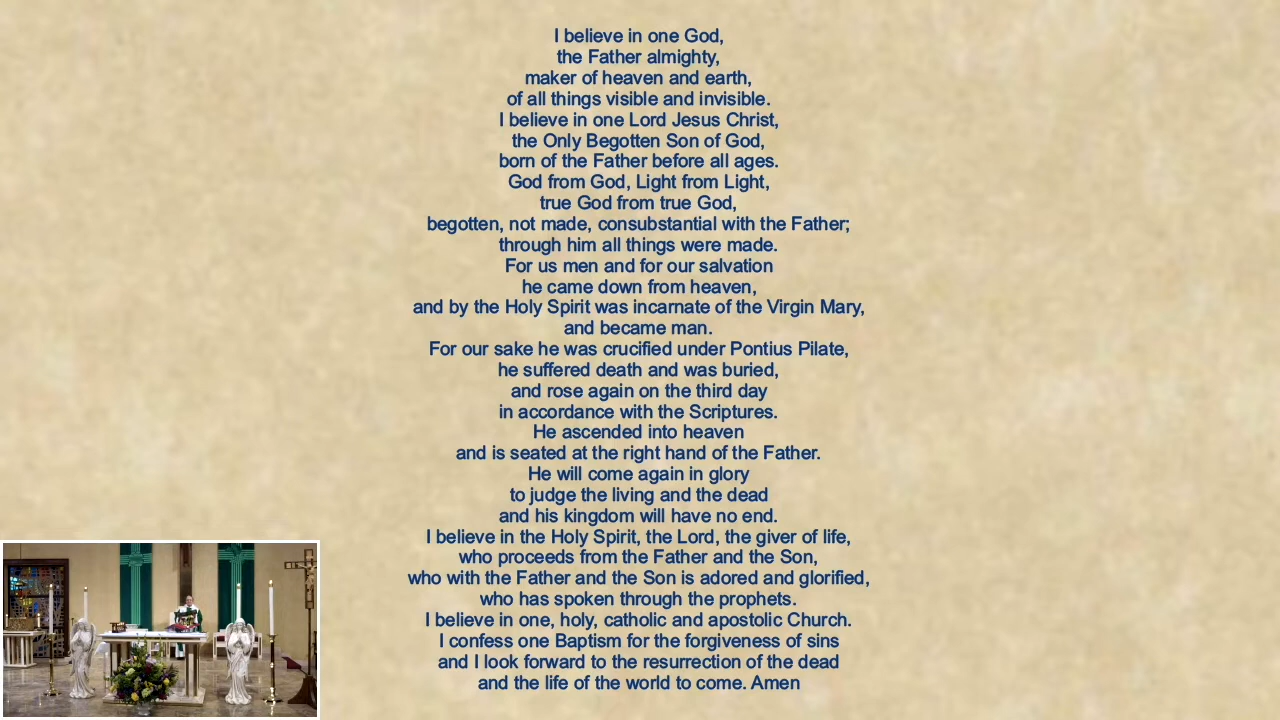 I believe in one God,
the Father almighty,
maker of heaven and earth,
of all things visible and invisible.
I believe in one Lord Jesus Christ,
the Only Begotten Son of God,
born of the Father before all ages.
God from God, Light from Light,
true God from true God,
begotten, not made, consubstantial with the Father;
through him all things were made.
For us men and for our salvation
he came down from heaven,
and by the Holy Spirit was incarnate of the Virgin Mary,
and became man.
For our sake he was crucified under Pontius Pilate,
he suffered death and was buried,
and rose again on the third day
in accordance with the Scriptures.
He ascended into heaven
and is seated at the right hand of the Father.
He will come again in glory
to judge the living and the dead
and his kingdom will have no end.
I believe in the Holy Spirit, the Lord, the giver of life,
who proceeds from the Father and the Son,
who with the Father and the Son is adored and glorified,
who has spoken through the prophets.
I believe in one, holy, catholic and apostolic Church.
I confess one Baptism for the forgiveness of sins
and I look forward to the resurrection of the dead
and the life of the world to come. Amen